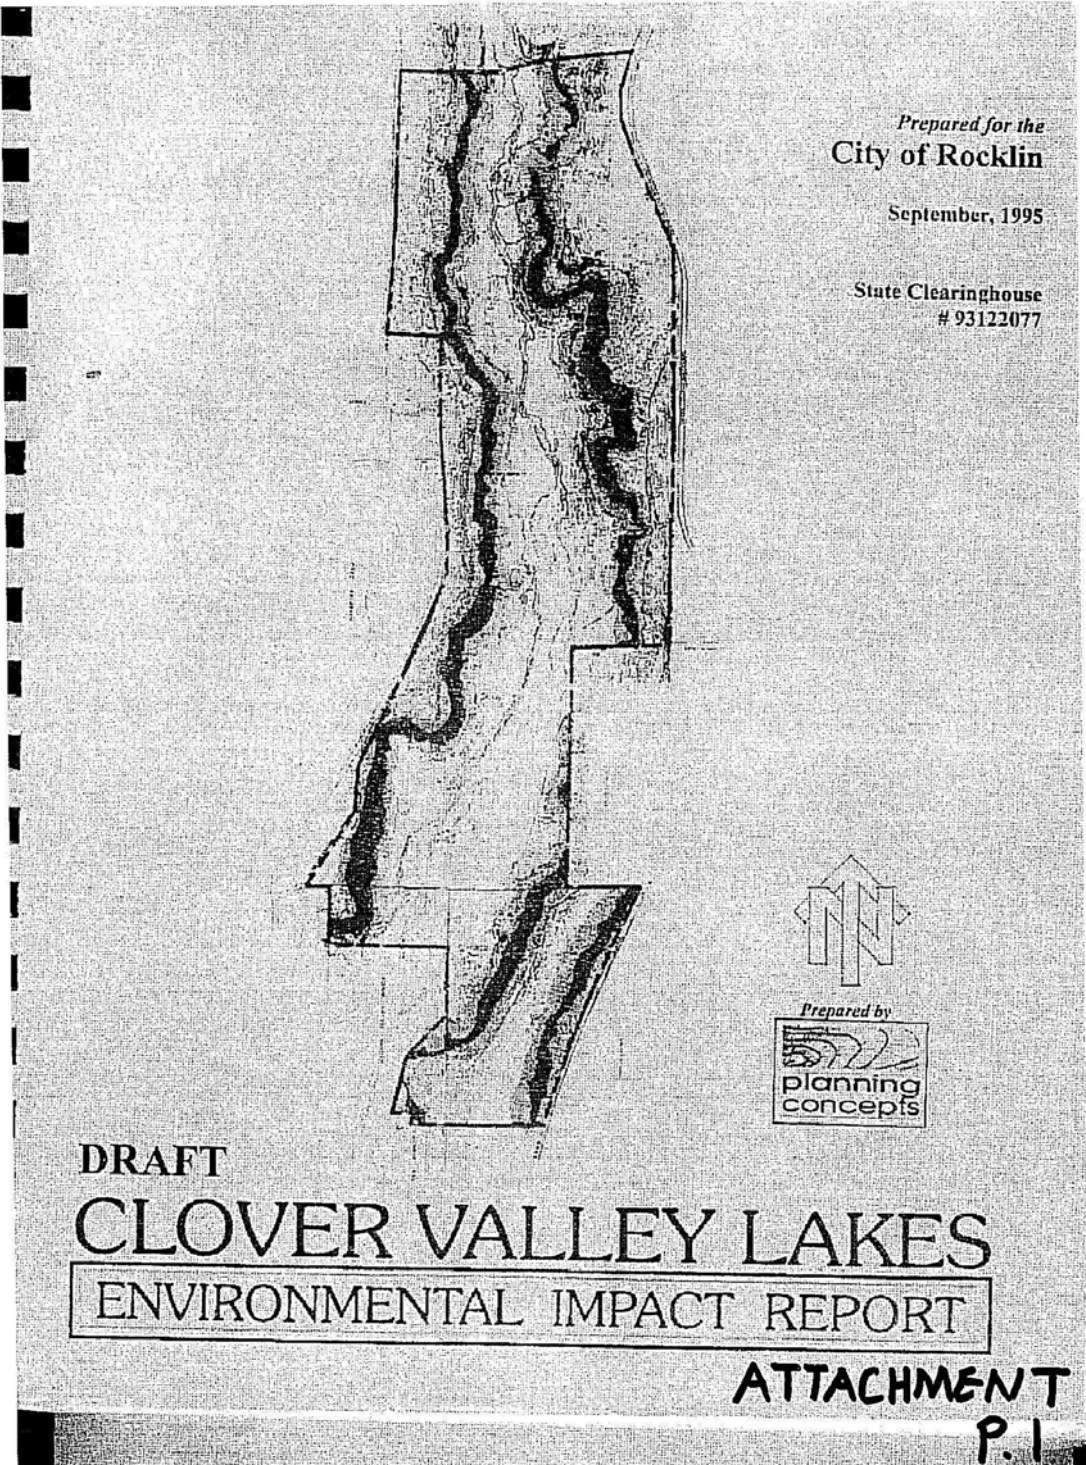 Prepared for the
City of Rocklin
September, 1995
State Clearinghouse
# 93122077
Prepared by
planning
concepts
DRAFT
CLOVER VALLEY LAKES
ENVIRONMENTAL IMPACT REPORT
ATTACHMENT
P. 1